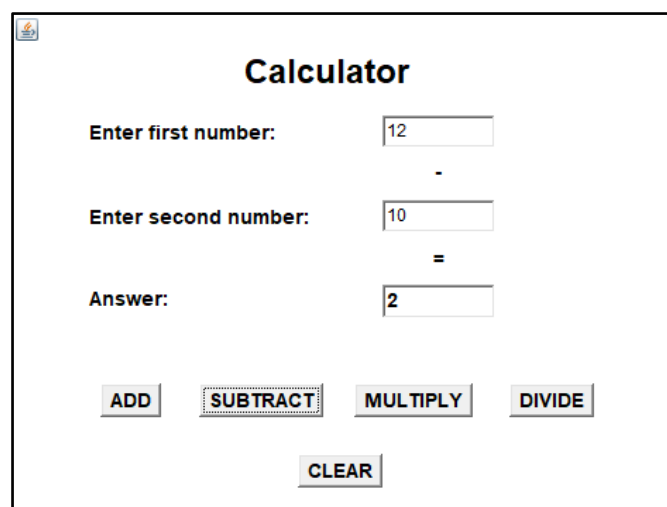 Calculator
Enter first number: 12
-
Enter second number: 10
=
Answer: 2
ADD SUBTRACT MULTIPLY DIVIDE
CLEAR